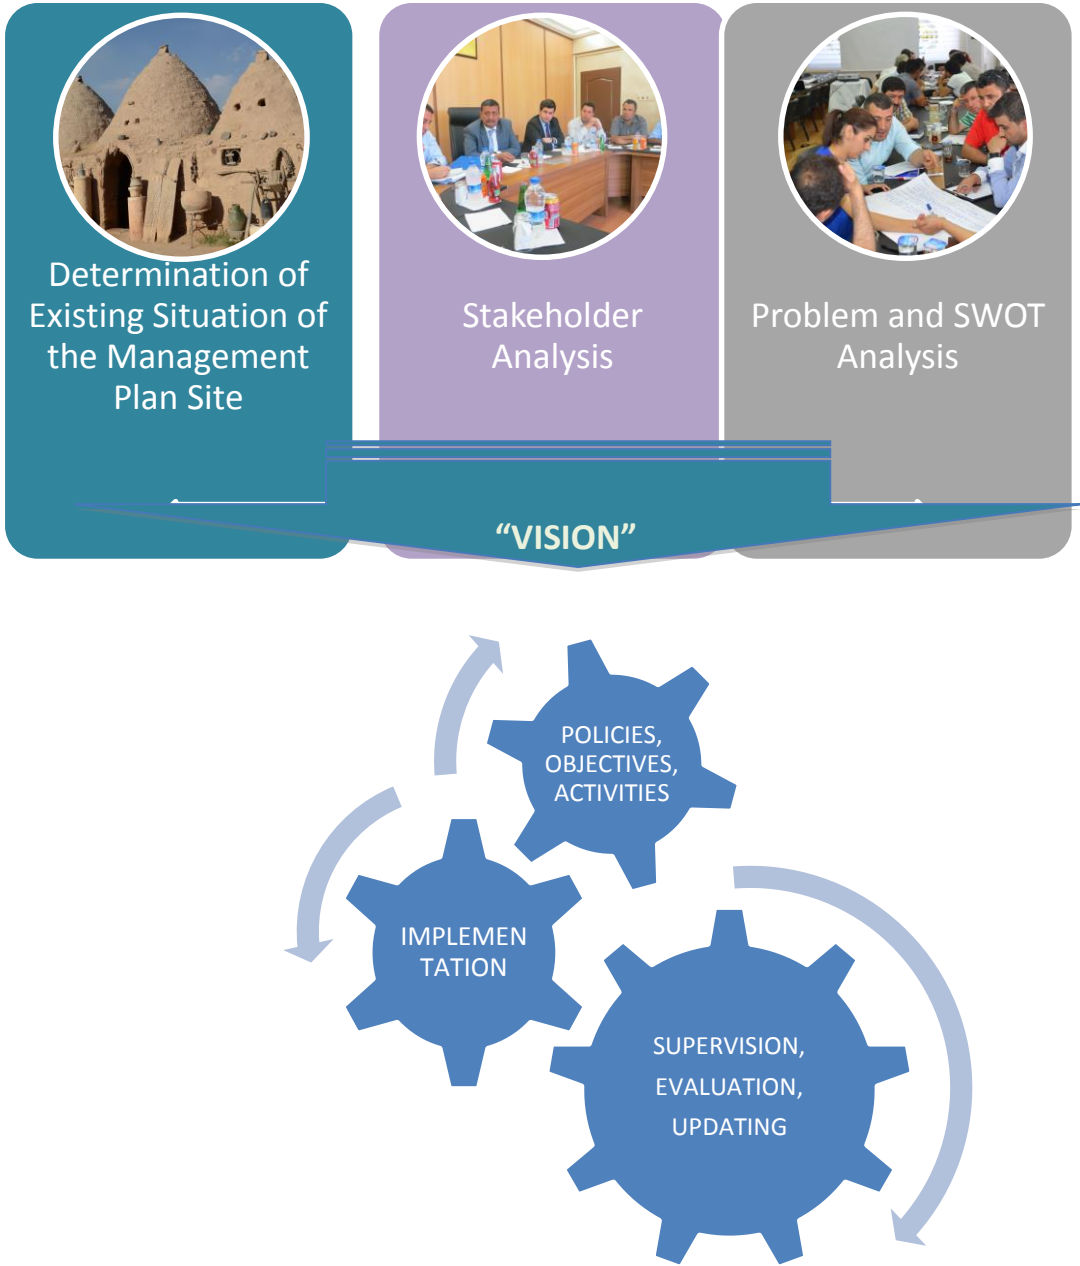 Determination of
Existing Situation of
the Management
Plan Site
Stakeholder
Analysis
Problem and SWOT
Analysis
“VISION”
POLICIES,
OBJECTIVES,
ACTIVITIES
IMPLEMEN
TATION
SUPERVISION,
EVALUATION,
UPDATING